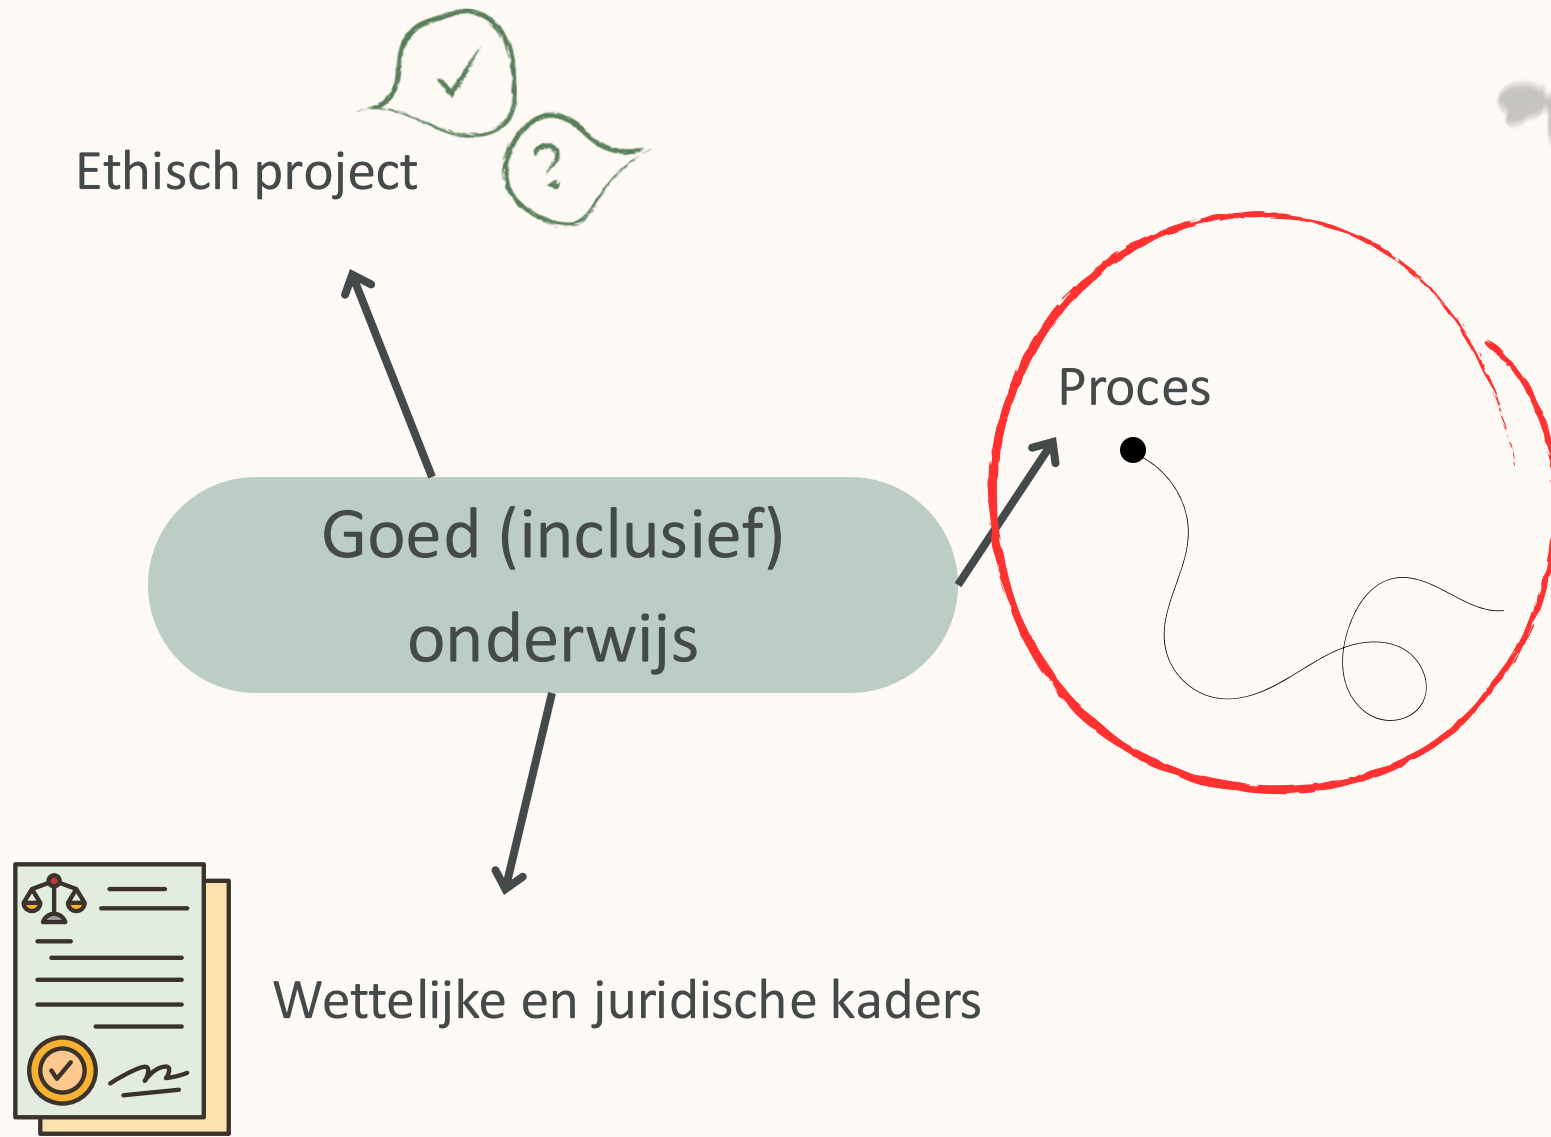 Ethisch project
Proces
Goed (inclusief)
onderwijs
Wettelijke en juridische kaders